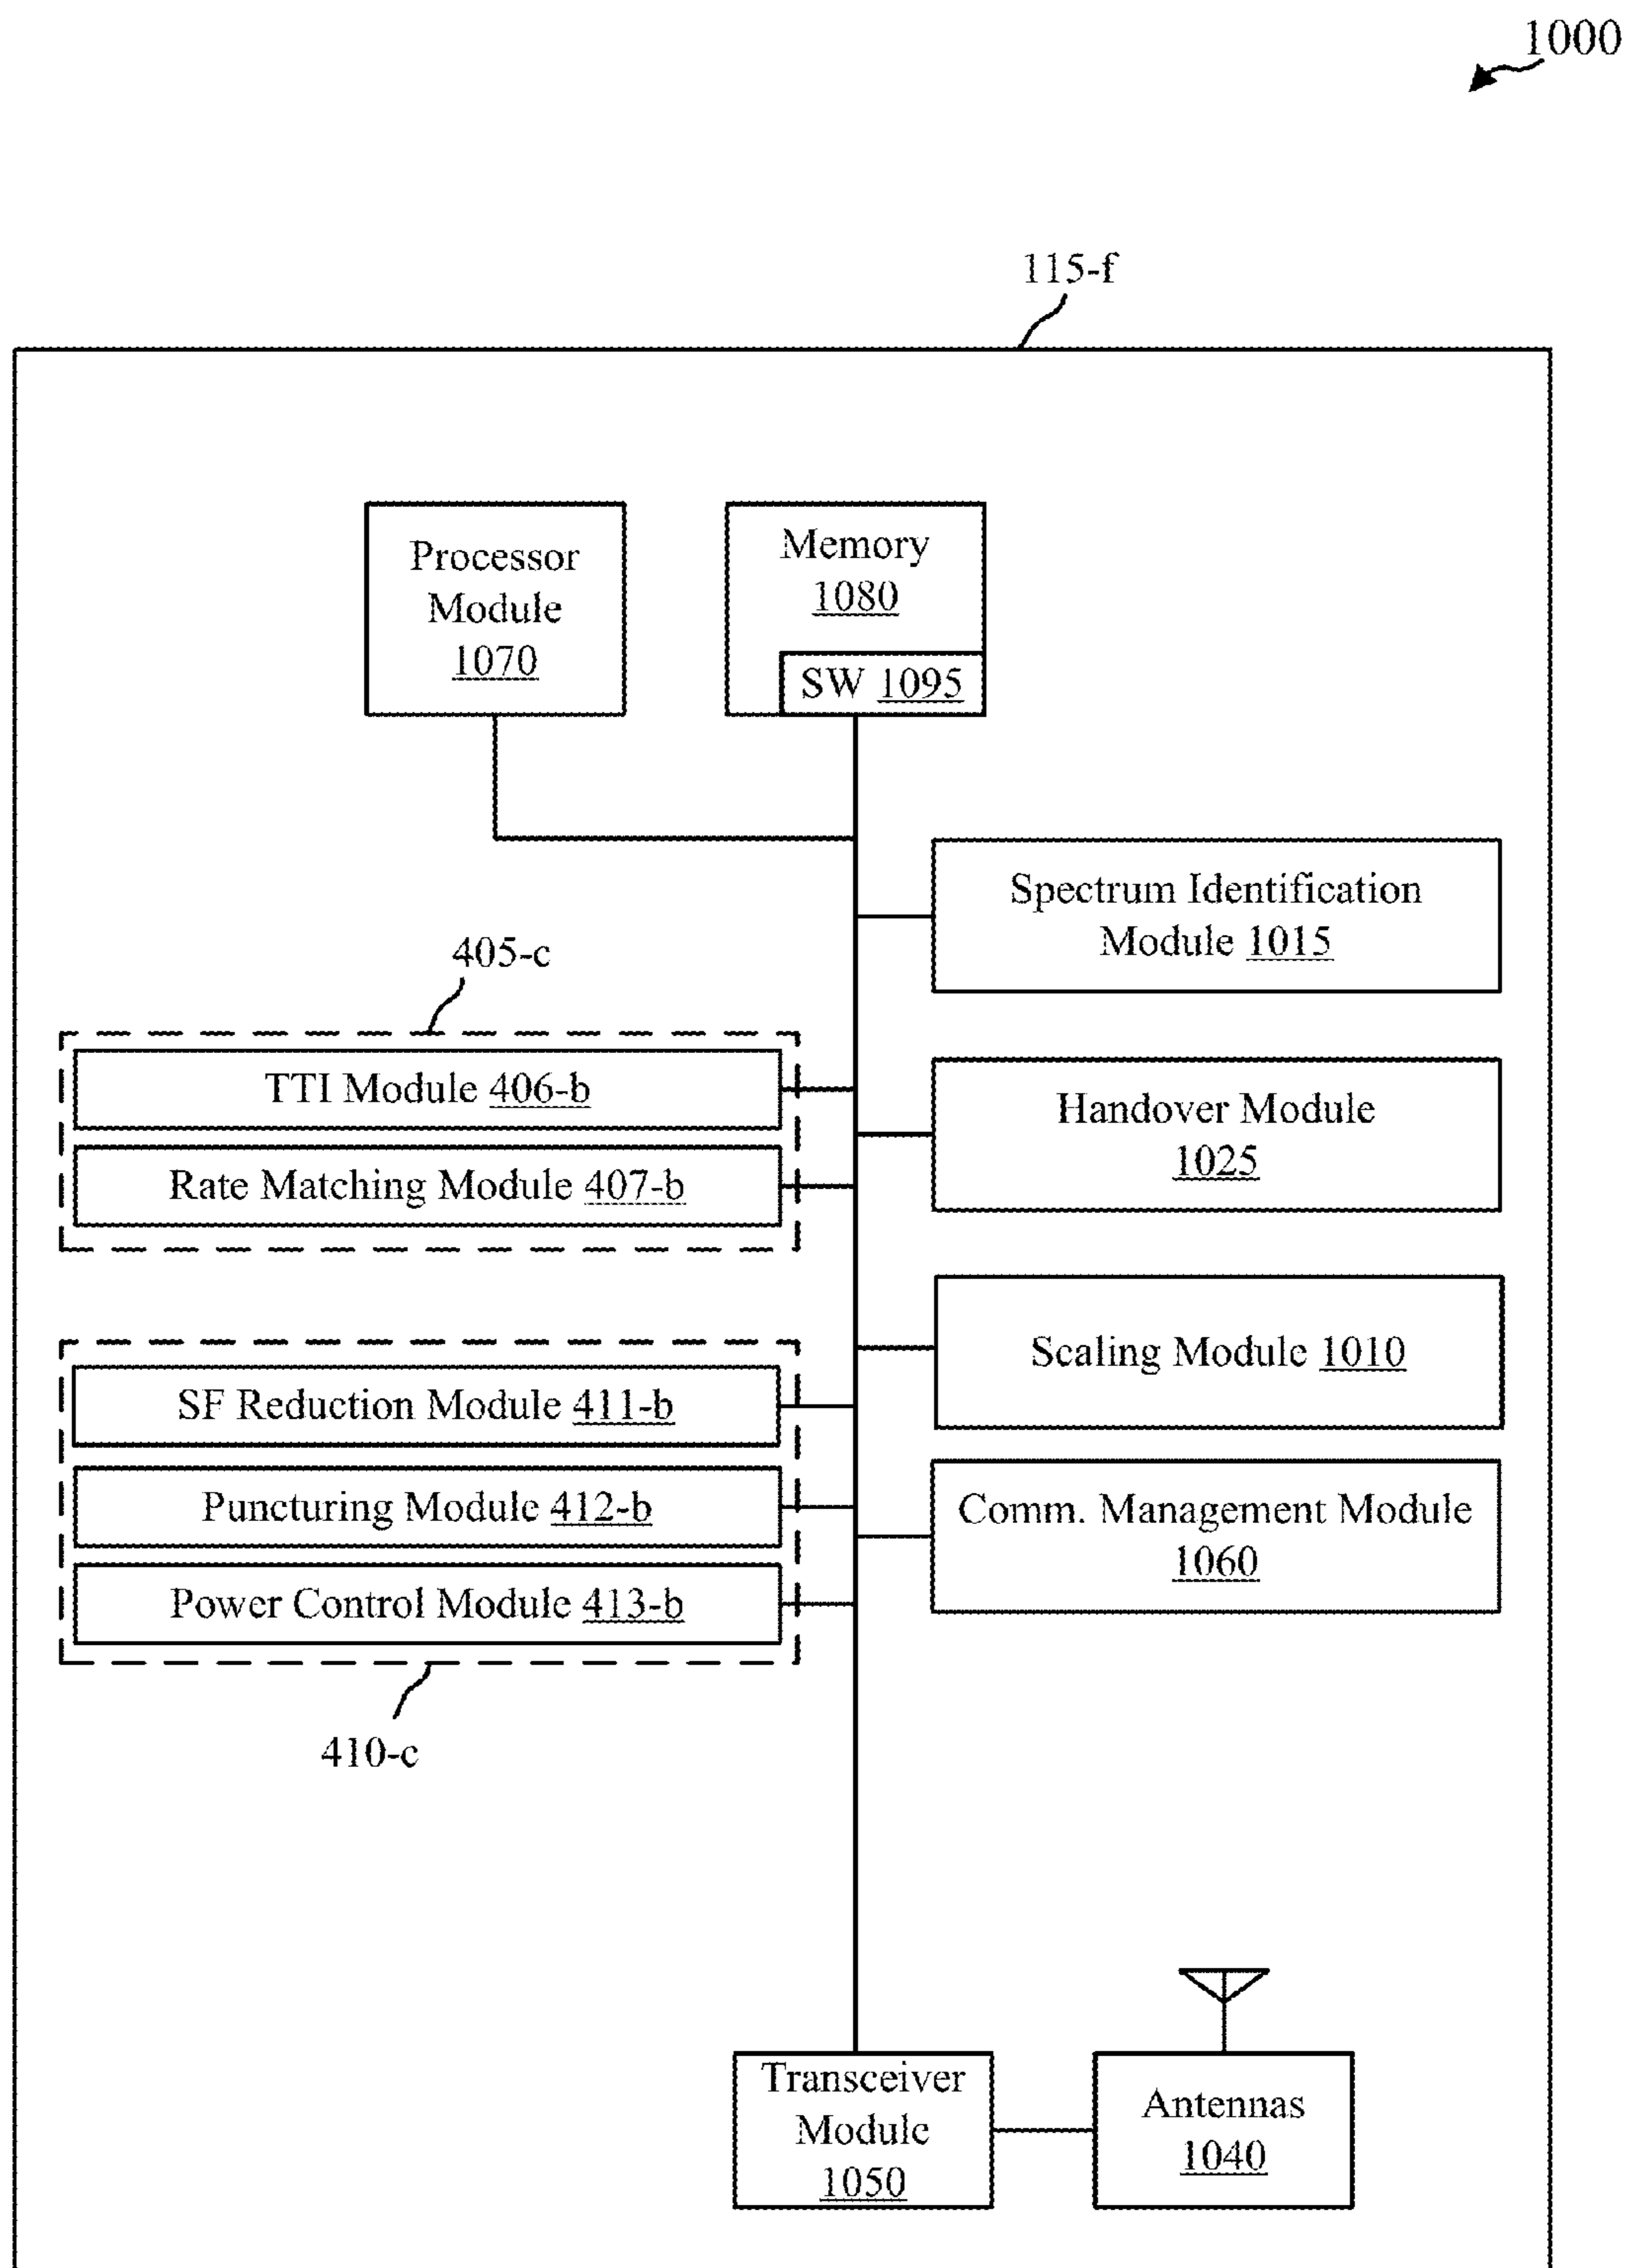 1000
115-f
Processor
Module
1070
Memory
1080
SW 1095
Spectrum Identification
Module 1015
405-c
TTI Module 406-b
Rate Matching Module 407-b
Handover Module
1025
Scaling Module 1010
SF Reduction Module 411-b
Puncturing Module 412-b
Power Control Module 413-b
Comm. Management Module
1060
410-c
Transceiver
Module
1050
Antennas
1040